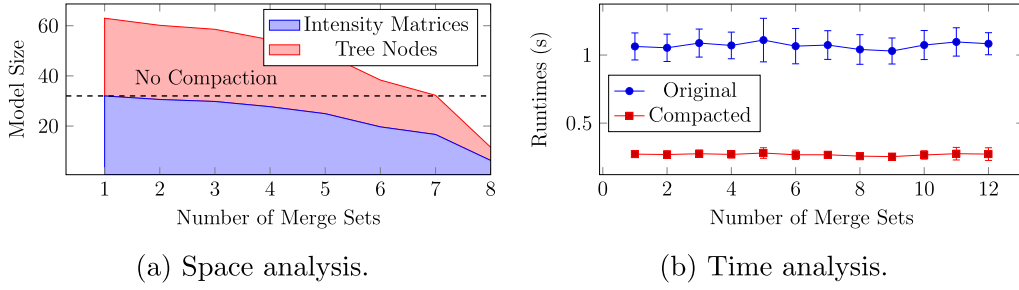 Model Size
60
40
20
Intensity Matrices
Tree Nodes
No Compaction
1 2 3 4 5 6 7 8
Number of Merge Sets
(a) Space analysis.
Runtimes (s)
1
0.5
Original
Compacted
0 2 4 6 8 10 12
Number of Merge Sets
(b) Time analysis.